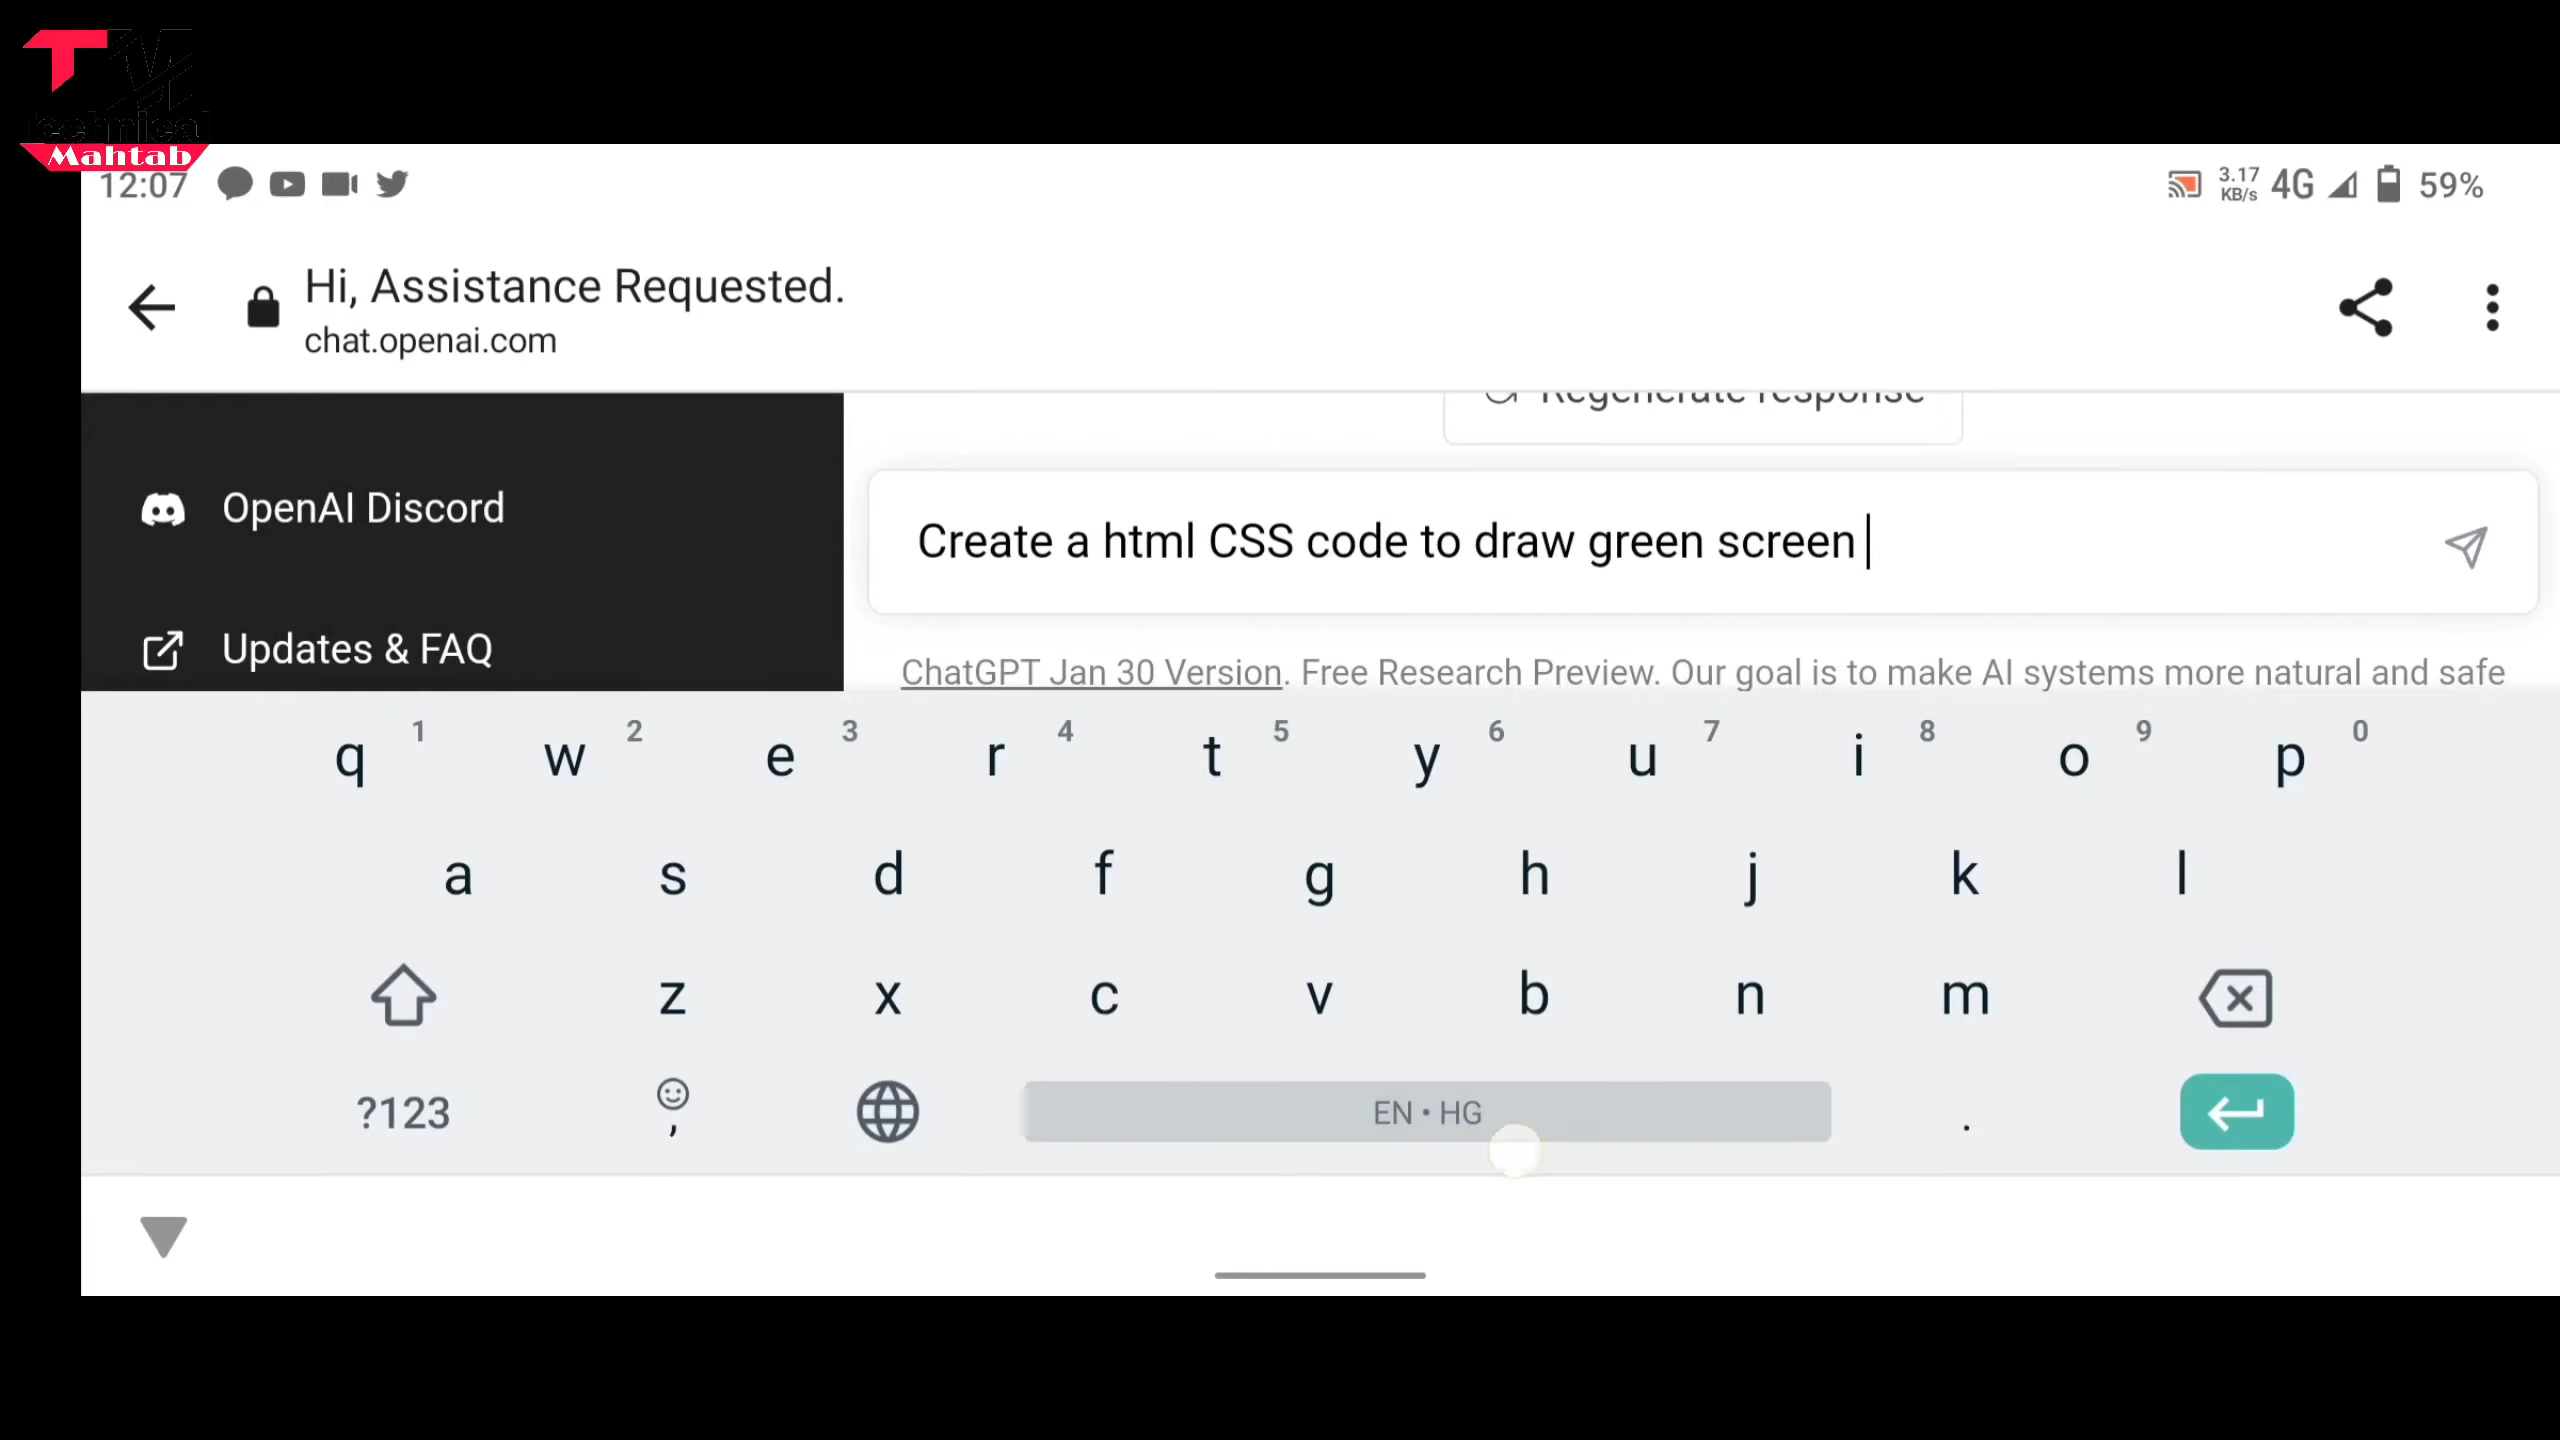 Technical
Mahtab
12:07
3.17
KB/s
4G
59%
Hi, Assistance Requested.
chat.openai.com
Regenerate response
OpenAI Discord
Create a html CSS code to draw green screen
Updates & FAQ
ChatGPT Jan 30 Version. Free Research Preview. Our goal is to make AI systems more natural and safe
q 1 w 2 e 3 r 4 t 5 y 6 u 7 i 8 o 9 p 0
a s d f g h j k l
z x c v b n m
?123 , EN • HG .